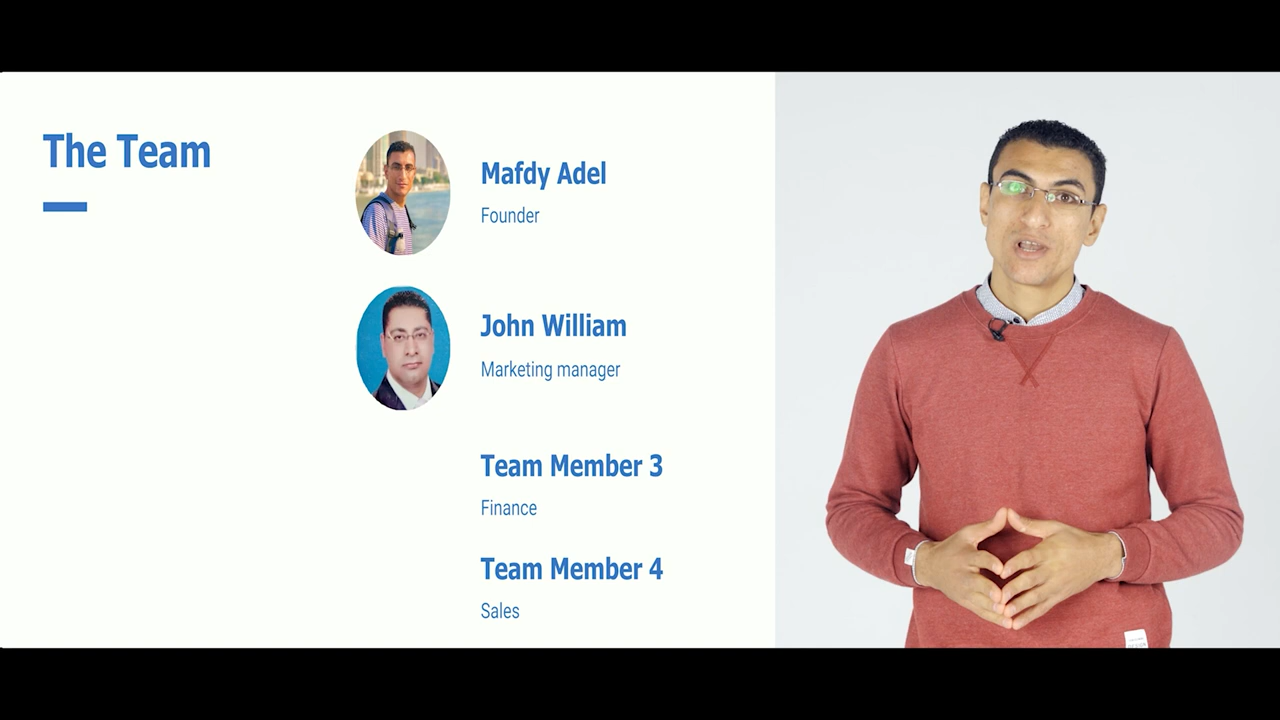 The Team
Mafdy Adel
Founder
John William
Marketing manager
Team Member 3
Finance
Team Member 4
Sales